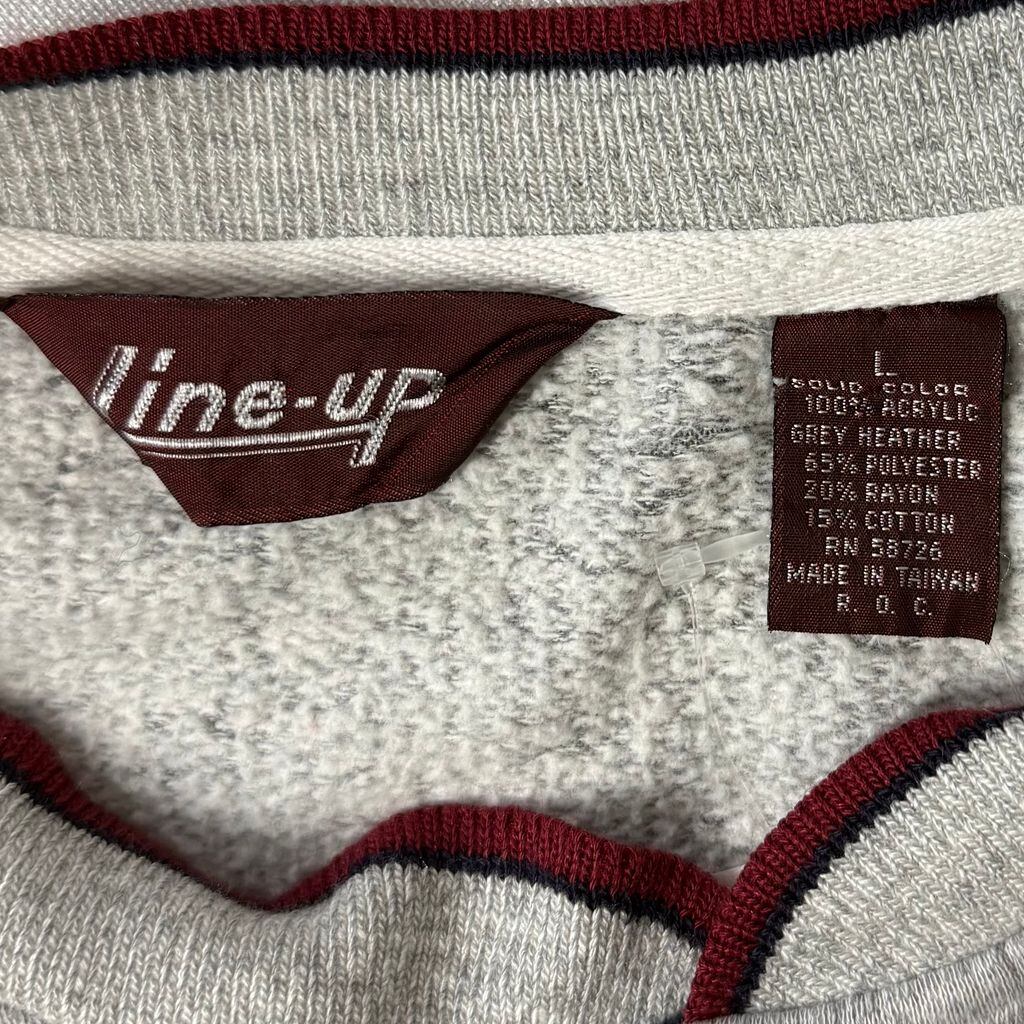 line-up
L
SOLID COLOR
100% ACRYLIC
GREY HEATHER
65% POLYESTER
20% RAYON
15% COTTON
RN 58726
MADE IN TAIWAN
R. O. C.